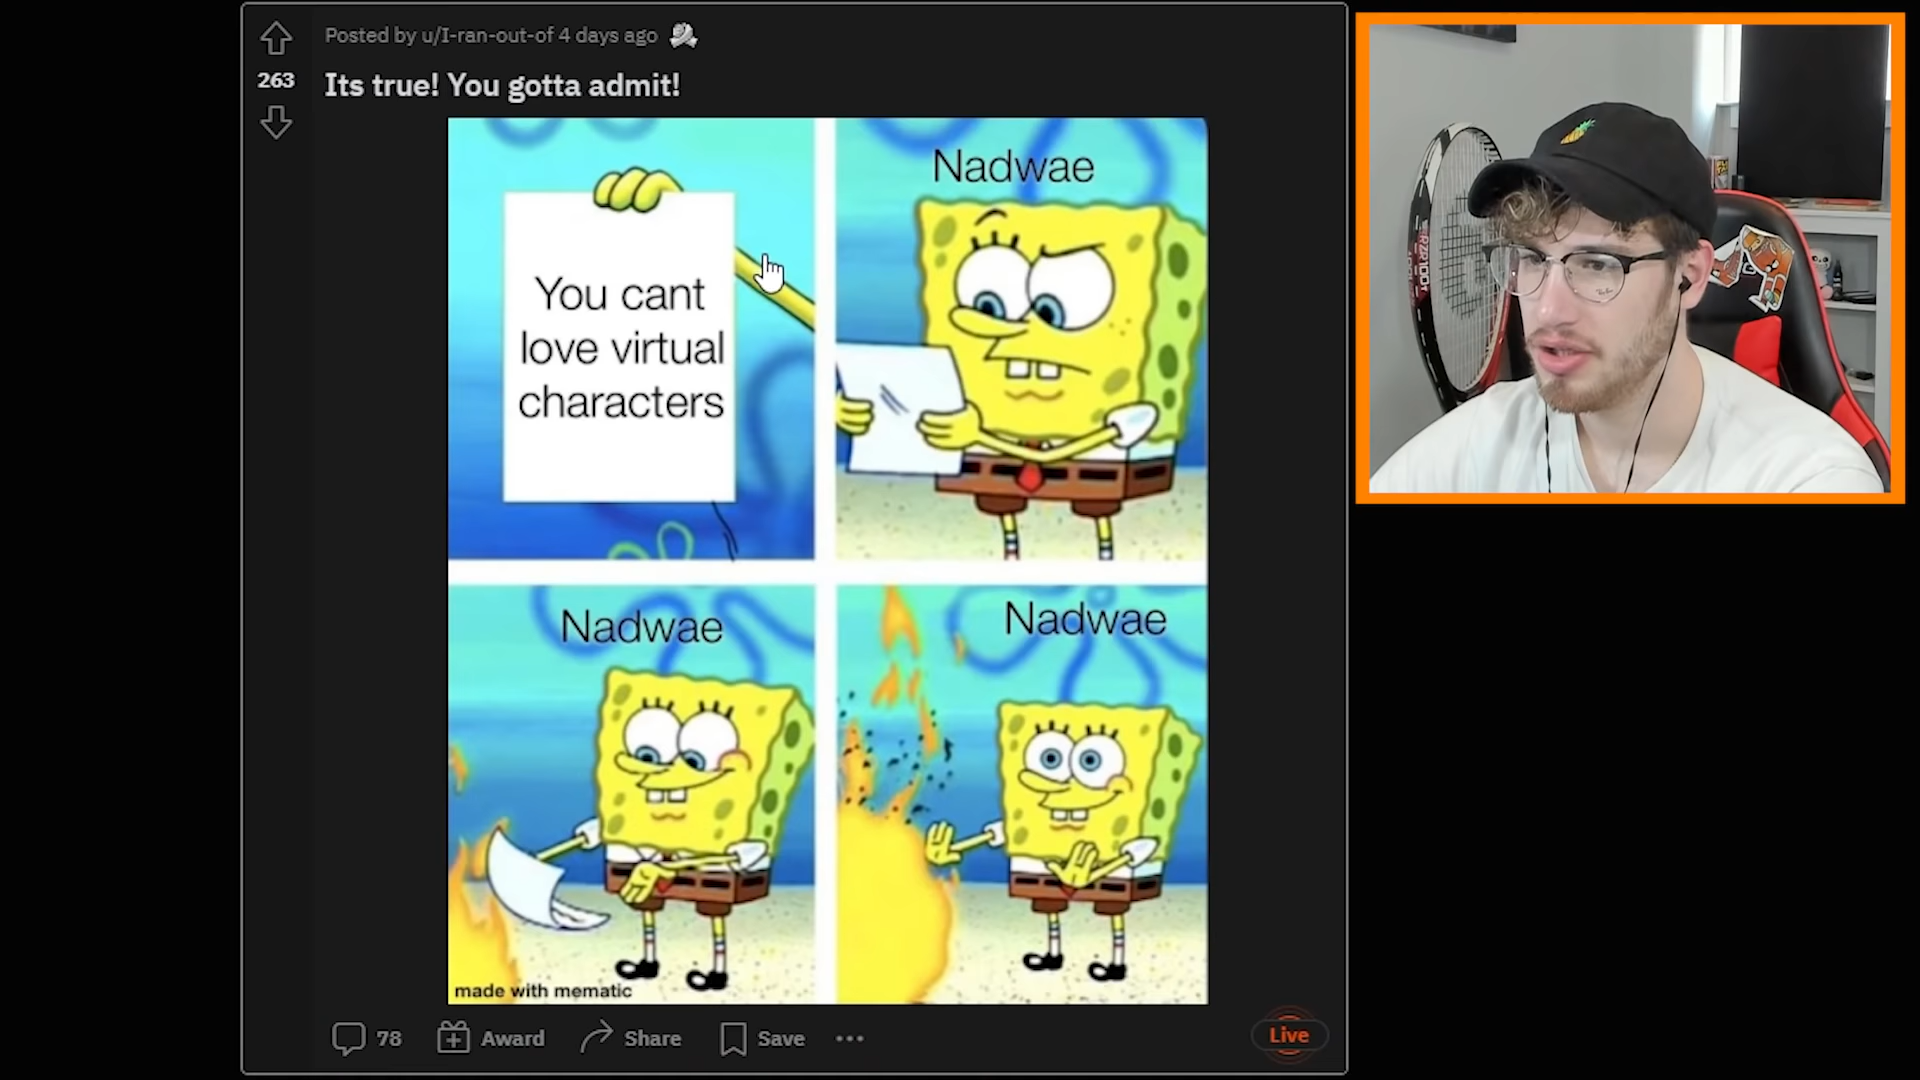 Posted by u/I-ran-out-of 4 days ago
263
Its true! You gotta admit!
You cant
love virtual
characters
Nadwae
Nadwae
Nadwae
made with mematic
78
Award
Share
Save
Live